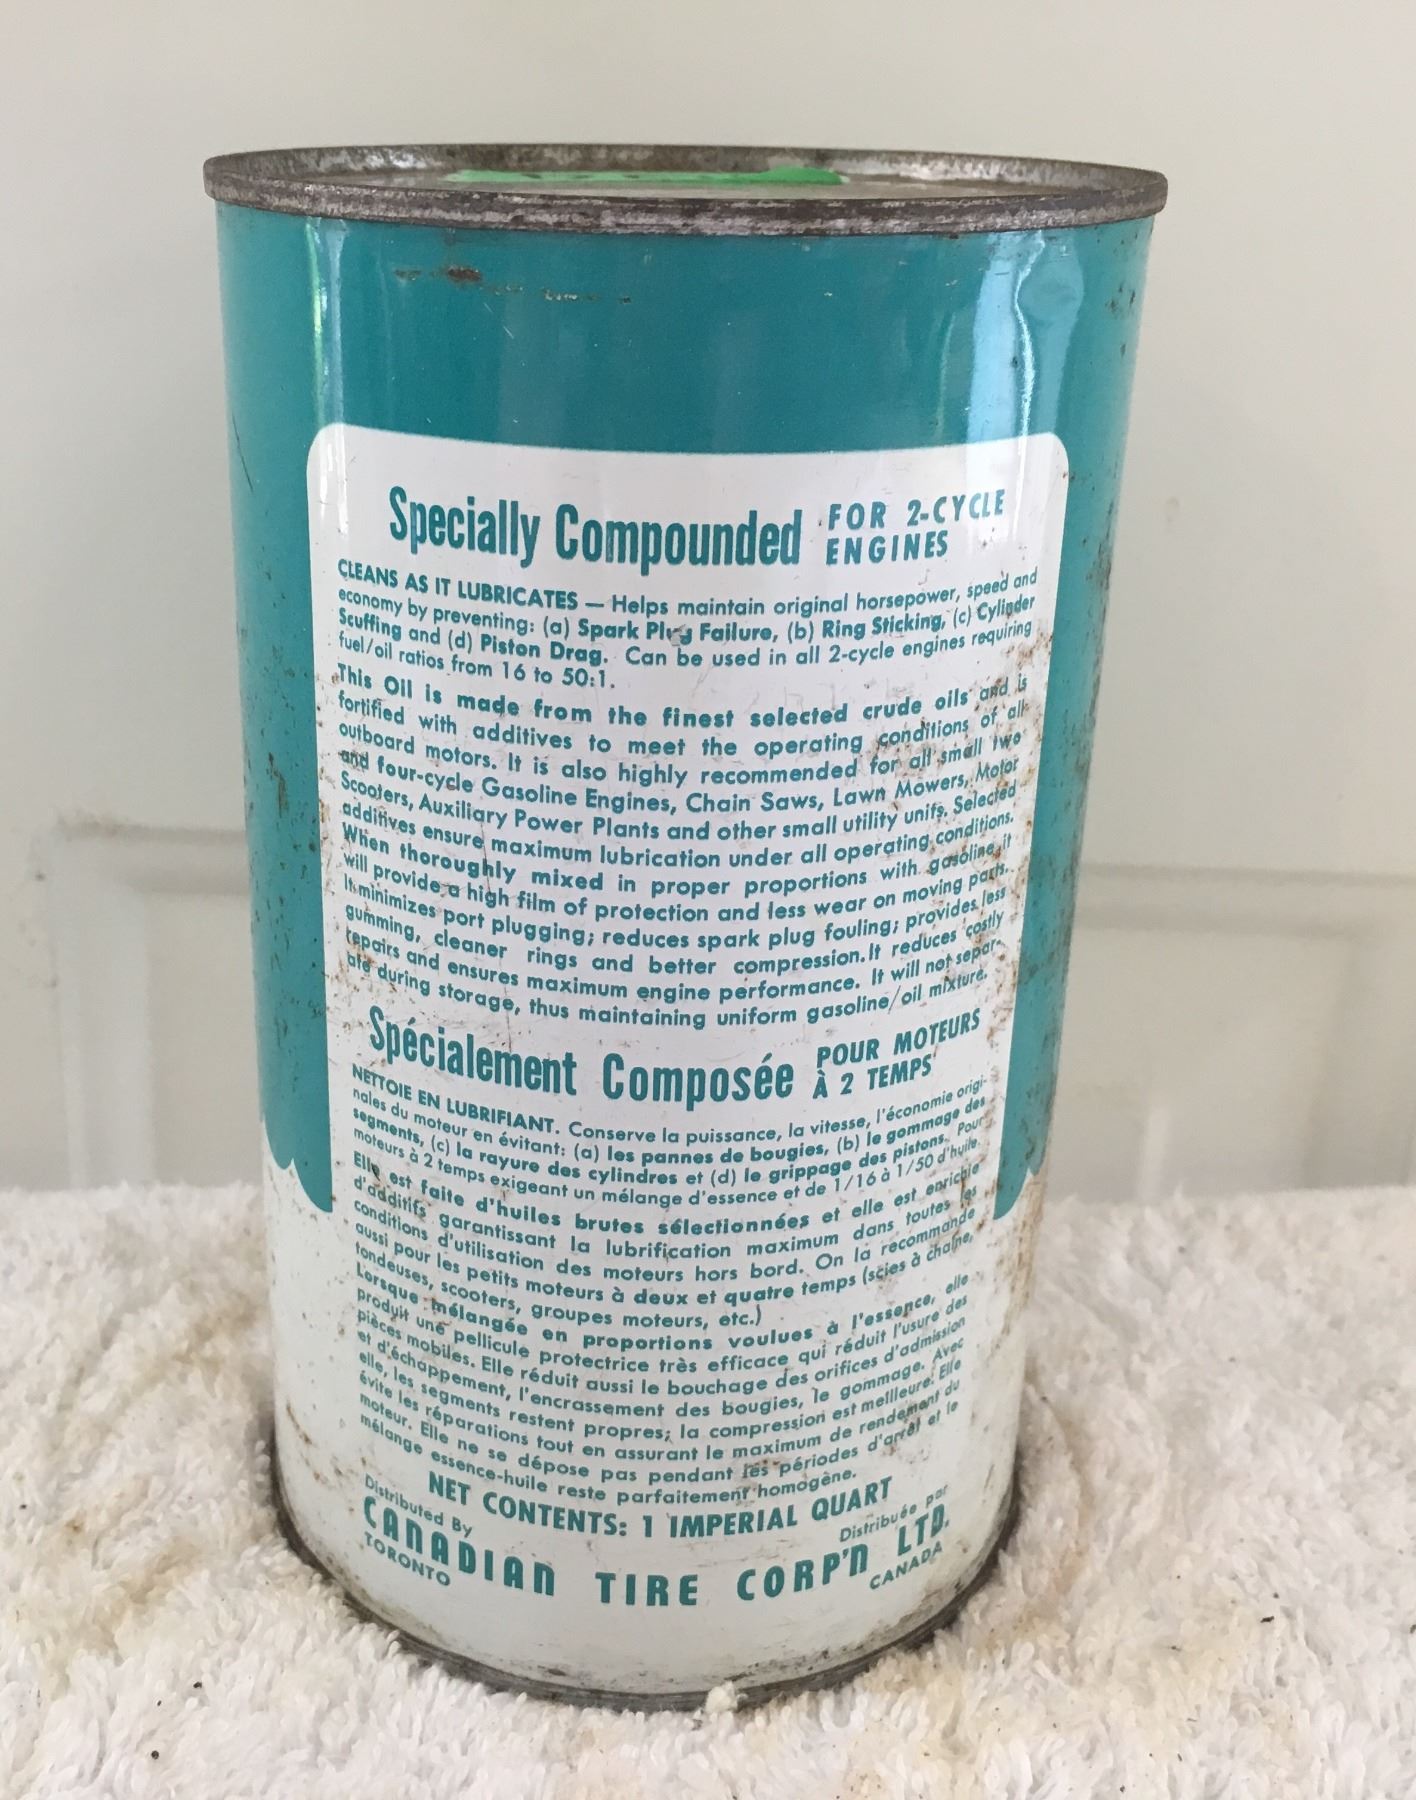 Specially Compounded FOR 2-CYCLE ENGINES
CLEANS AS IT LUBRICATES — Helps maintain original horsepower, speed and
economy by preventing: (a) Spark Plug Failure, (b) Ring Sticking, (c) Cylinder
Scuffing and (d) Piston Drag. Can be used in all 2-cycle engines requiring
fuel/oil ratios from 16 to 50:1.
This Oil is made from the finest selected crude oils and is
fortified with additives to meet the operating conditions of all
outboard motors. It is also highly recommended for all small two
and four-cycle Gasoline Engines, Chain Saws, Lawn Mowers, Motor
Scooters, Auxiliary Power Plants and other small utility units. Selected
additives ensure maximum lubrication under all operating conditions.
When thoroughly mixed in proper proportions with gasoline it
will provide a high film of protection and less wear on moving parts.
It minimizes port plugging; reduces spark plug fouling; provides less
gumming, cleaner rings and better compression. It reduces costly
repairs and ensures maximum engine performance. It will not separ-
ate during storage, thus maintaining uniform gasoline/oil mixture.
Spécialement Composée POUR MOTEURS À 2 TEMPS
NETTOIE EN LUBRIFIANT. Conserve la puissance, la vitesse, l'économie origi-
nales du moteur en évitant: (a) les pannes de bougies, (b) le gommage des
segments, (c) la rayure des cylindres et (d) le grippage des pistons. Pour
moteurs à 2 temps exigeant un mélange d'essence et de 1/16 à 1/50 d'huile.
Elle est faite d'huiles brutes sélectionnées et elle est enrichie
d'additifs garantissant la lubrification maximum dans toutes les
conditions d'utilisation des moteurs hors bord. On la recommande
aussi pour les petits moteurs à deux et quatre temps (scies à chaîne,
tondeuses, scooters, groupes moteurs, etc.)
Lorsque mélangée en proportions voulues à l'essence, elle
produit une pellicule protectrice très efficace qui réduit l'usure des
pièces mobiles. Elle réduit aussi le bouchage des orifices d'admission
et d'échappement, l'encrassement des bougies, le gommage. Avec
elle, les segments restent propres; la compression est meilleure. Elle
évite les réparations tout en assurant le maximum de rendement du
moteur. Elle ne se dépose pas pendant les périodes d'arrêt et le
mélange essence-huile reste parfaitement homogène.
NET CONTENTS: 1 IMPERIAL QUART
Distributed By Distribuée par
CANADIAN TIRE CORP'N LTD.
TORONTO CANADA